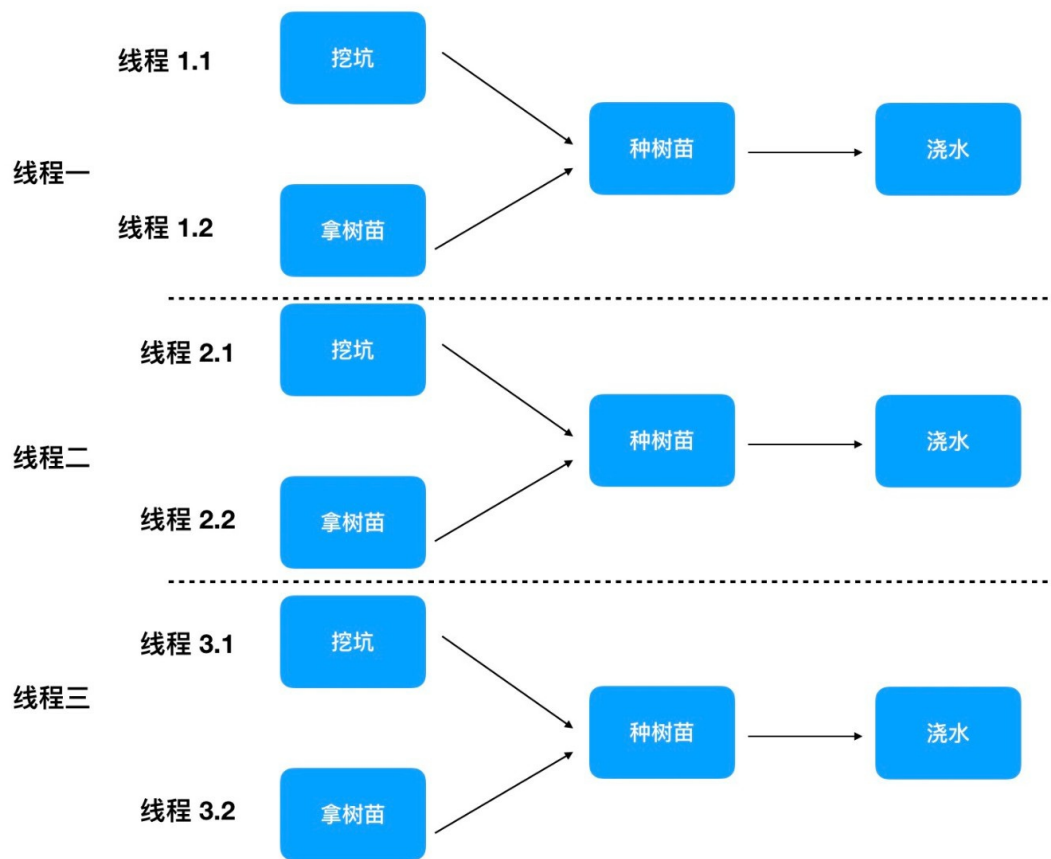 线程 1.1
挖坑
种树苗
浇水
线程一
线程 1.2
拿树苗
线程 2.1
挖坑
种树苗
浇水
线程二
线程 2.2
拿树苗
线程 3.1
挖坑
线程三
种树苗
浇水
线程 3.2
拿树苗